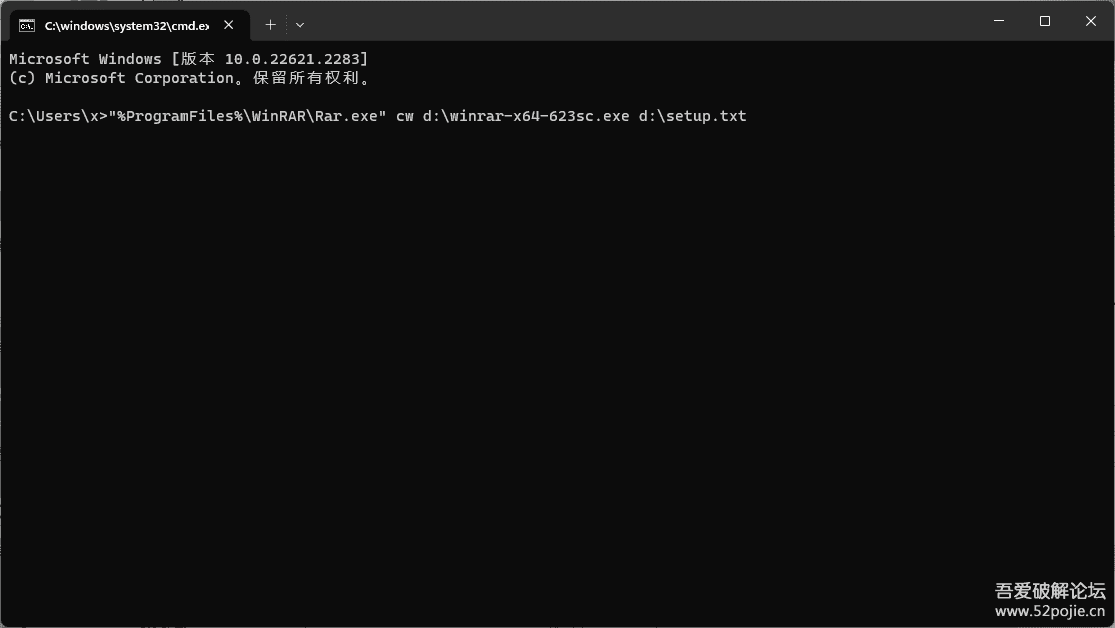 C:\windows\system32\cmd.ex
Microsoft Windows [版本 10.0.22621.2283]
(c) Microsoft Corporation。保留所有权利。
C:\Users\x>"%ProgramFiles%\WinRAR\Rar.exe" cw d:\winrar-x64-623sc.exe d:\setup.txt
吾爱破解论坛
www.52pojie.cn